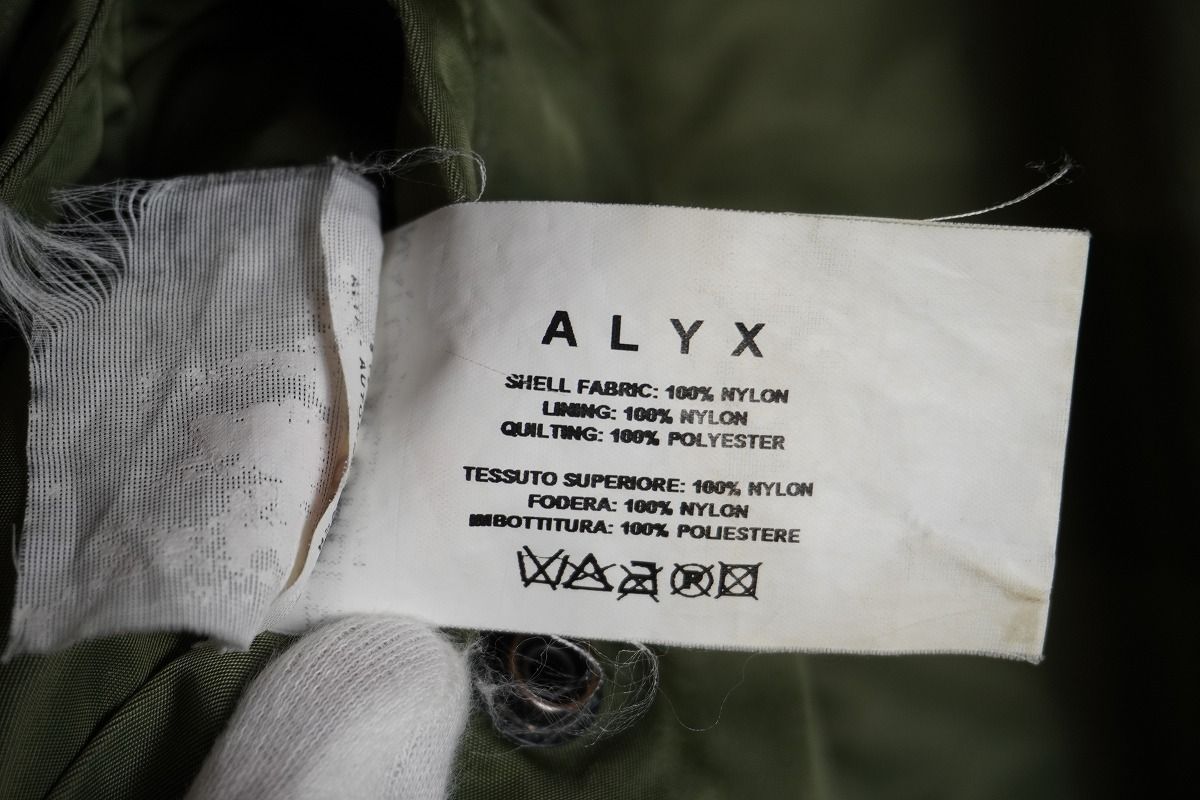 ALYX
SHELL FABRIC: 100% NYLON
LINING: 100% NYLON
QUILTING: 100% POLYESTER
TESSUTO SUPERIORE: 100% NYLON
FODERA: 100% NYLON
IMBOTTITURA: 100% POLIESTERE